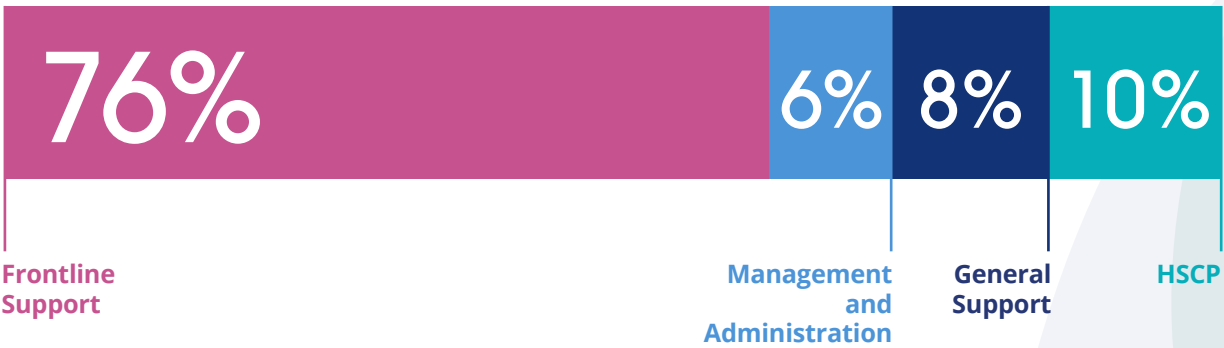 76%
6%
8%
10%
Frontline
Support
Management
and
Administration
General
Support
HSCP